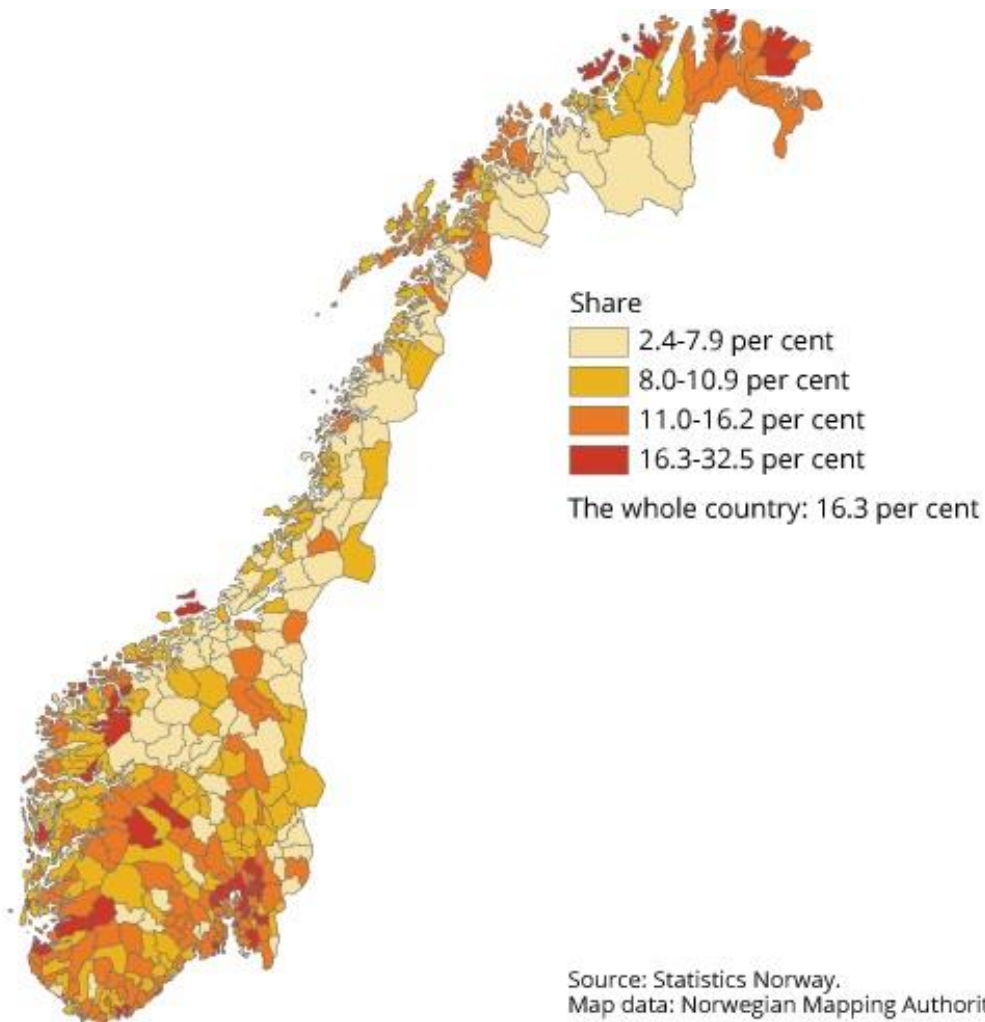 Share
2.4-7.9 per cent
8.0-10.9 per cent
11.0-16.2 per cent
16.3-32.5 per cent
The whole country: 16.3 per cent
Source: Statistics Norway.
Map data: Norwegian Mapping Authorit